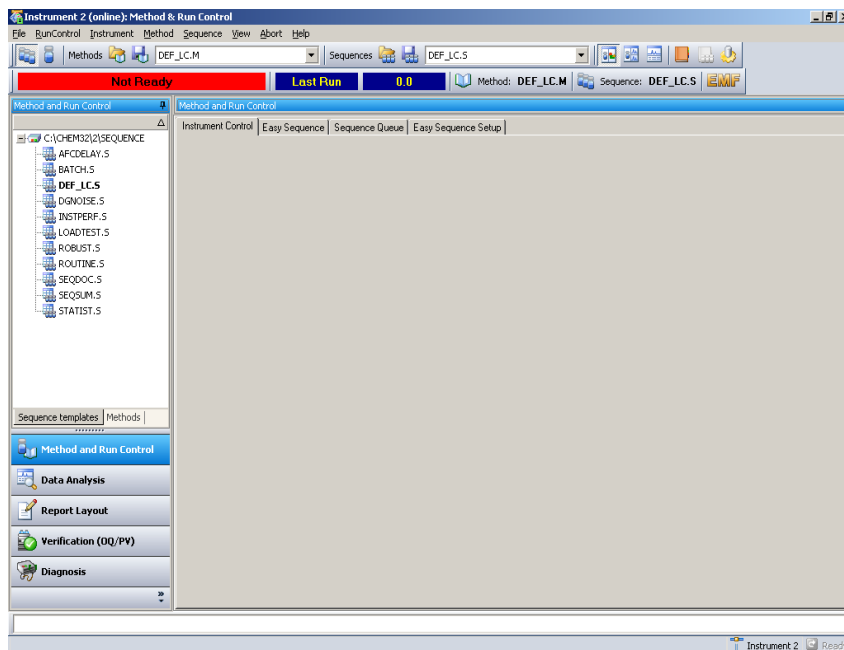 Instrument 2 (online): Method & Run Control
File RunControl Instrument Method Sequence View Abort Help
Methods DEF_LC.M Sequences DEF_LC.S
Not Ready Last Run 0.0 Method: DEF_LC.M Sequence: DEF_LC.S EMF
Method and Run Control Method and Run Control
Instrument Control Easy Sequence Sequence Queue Easy Sequence Setup
C:\CHEM32\2\SEQUENCE
AFCDELAY.S
BATCH.S
DEF_LC.S
DGNOISE.S
INSTPERF.S
LOADTEST.S
ROBUST.S
ROUTINE.S
SEQDOC.S
SEQSUM.S
STATIST.S
Sequence templates Methods
Method and Run Control
Data Analysis
Report Layout
Verification (OQ/PV)
Diagnosis
Instrument 2 Ready